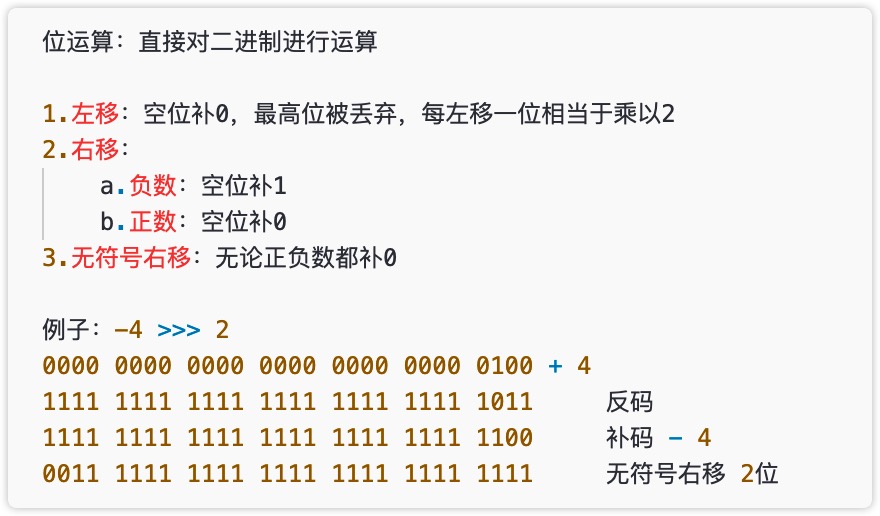 位运算：直接对二进制进行运算
1.左移：空位补0，最高位被丢弃，每左移一位相当于乘以2
2.右移：
a.负数：空位补1
b.正数：空位补0
3.无符号右移：无论正负数都补0
例子：-4 >>> 2
0000 0000 0000 0000 0000 0000 0100 + 4
1111 1111 1111 1111 1111 1111 1011 反码
1111 1111 1111 1111 1111 1111 1100 补码 - 4
0011 1111 1111 1111 1111 1111 1111 无符号右移 2位